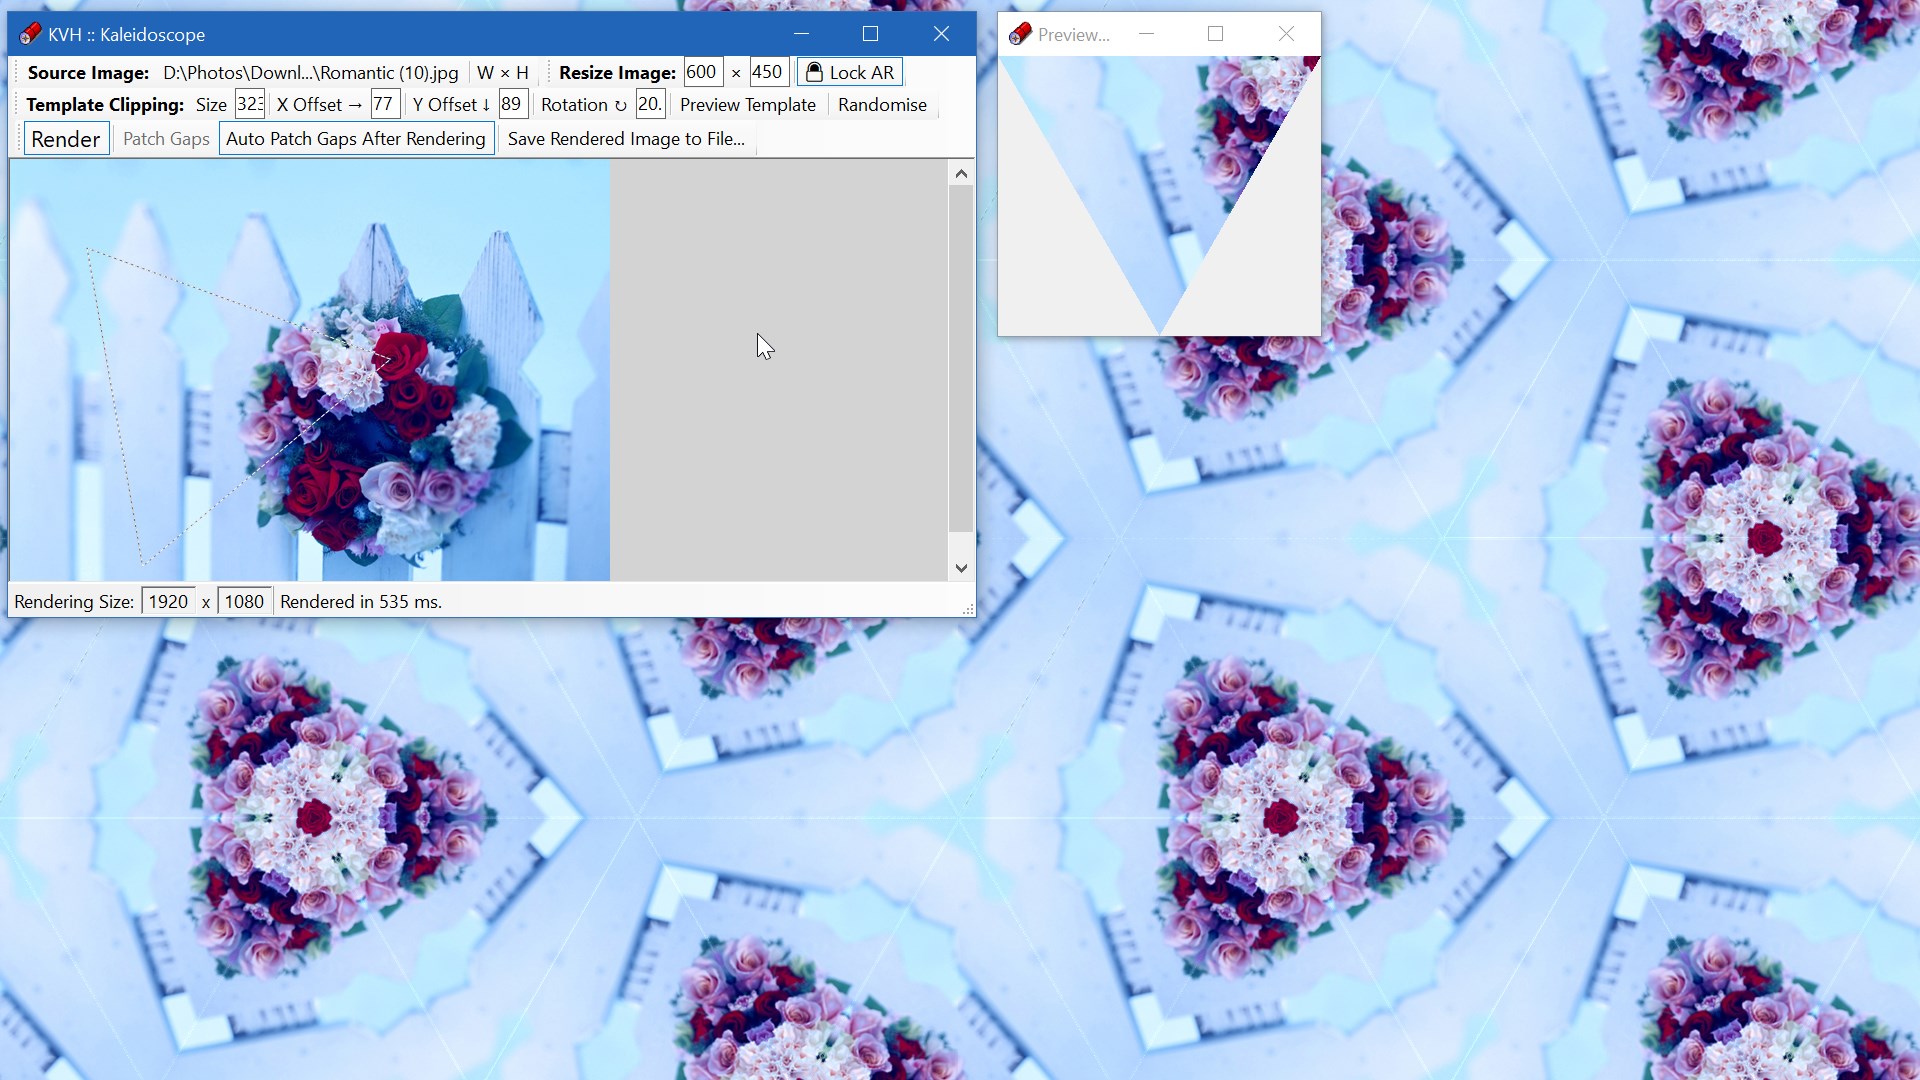 KVH :: Kaleidoscope
Source Image: D:\Photos\Downl...\Romantic (10).jpg W × H Resize Image: 600 × 450 Lock AR
Template Clipping: Size 323 X Offset → 77 Y Offset ↓ 89 Rotation ↻ 20. Preview Template Randomise
Render Patch Gaps Auto Patch Gaps After Rendering Save Rendered Image to File...
Rendering Size: 1920 x 1080 Rendered in 535 ms.
Preview...